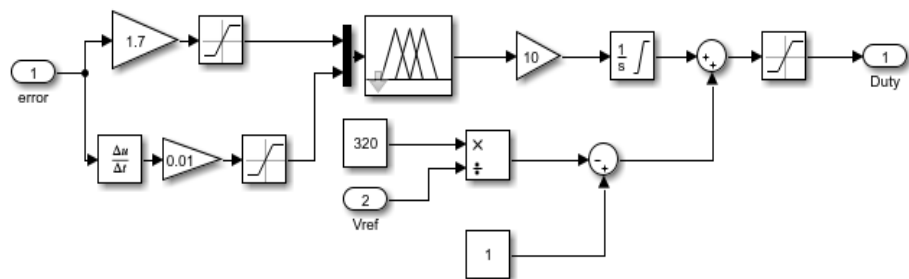 1.7
1
error
Δu
Δt
0.01
10
1
s
+
+
1
Duty
320
×
÷
-
+
2
Vref
1